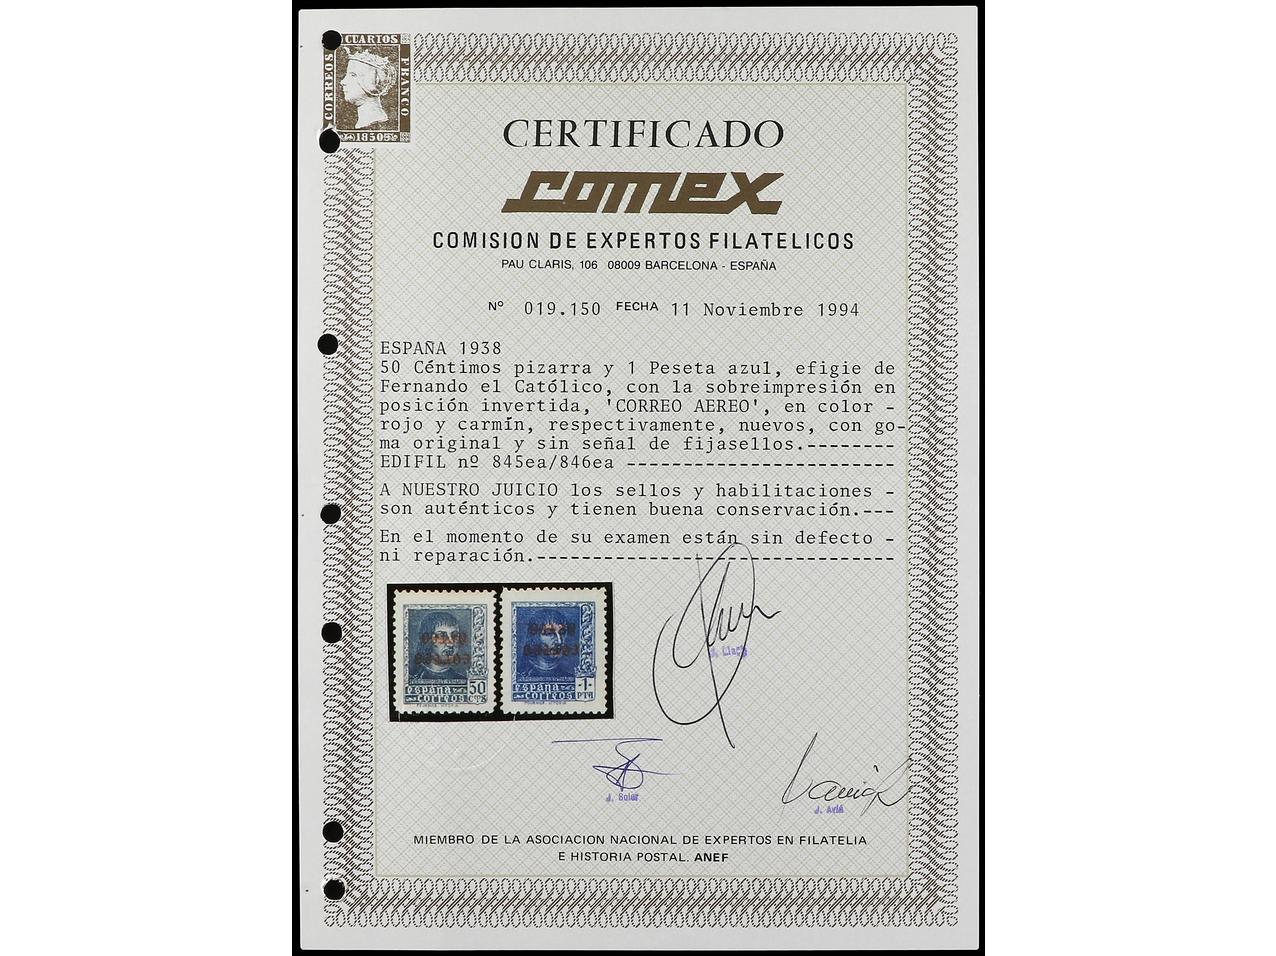 CUARTOS
CORREOS
FRANCO
1850
CERTIFICADO
comex
COMISION DE EXPERTOS FILATELICOS
PAU CLARIS, 106 08009 BARCELONA - ESPAÑA
Nº 019.150 FECHA 11 Noviembre 1994
ESPAÑA 1938
50 Céntimos pizarra y 1 Peseta azul, efigie de
Fernando el Católico, con la sobreimpresión en
posición invertida, 'CORREO AEREO', en color -
rojo y carmín, respectivamente, nuevos, con go-
ma original y sin señal de fijasellos.--------
EDIFIL nº 845ea/846ea ------------------------
A NUESTRO JUICIO los sellos y habilitaciones -
son auténticos y tienen buena conservación.---
En el momento de su examen están sin defecto -
ni reparación.--------------------------------
españa 50
correos CTS
españa -1-
correos PTA
J. Soler
J. Avié
MIEMBRO DE LA ASOCIACION NACIONAL DE EXPERTOS EN FILATELIA
E HISTORIA POSTAL. ANEF